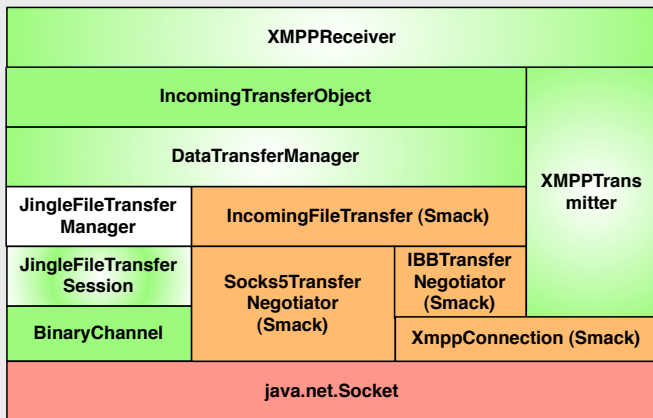 XMPPReceiver
IncomingTransferObject
DataTransferManager
XMPPTrans
mitter
JingleFileTransfer
Manager
IncomingFileTransfer (Smack)
JingleFileTransfer
Session
Socks5Transfer
Negotiator
(Smack)
IBBTransfer
Negotiator
(Smack)
BinaryChannel
XmppConnection (Smack)
java.net.Socket